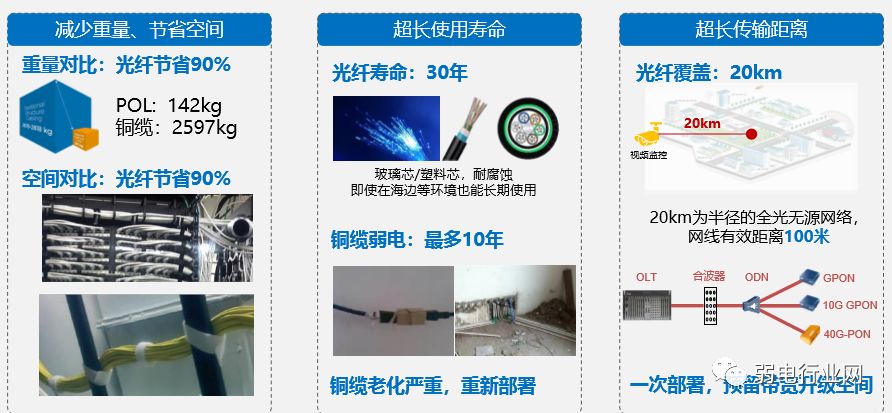 减少重量、节省空间
重量对比：光纤节省90%
POL: 142kg
铜缆：2597kg
空间对比：光纤节省90%
超长使用寿命
光纤寿命：30年
玻璃芯/塑料芯，耐腐蚀
即使在海边等环境也能长期使用
铜缆弱电：最多10年
铜缆老化严重，重新部署
超长传输距离
光纤覆盖：20km
20km
视频监控
20km为半径的全光无源网络，
网线有效距离100米
OLT
合波器
ODN
GPON
10G GPON
40G-PON
一次部署，预留带宽升级空间
弱电行业网